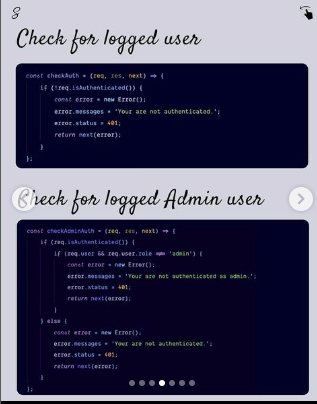 Check for logged user
const checkAuth = (req, res, next) => {
if (!req.isAuthenticated()) {
const error = new Error();
error.messages = 'Your are not authenticated.';
error.status = 401;
return next(error);
}
};
Check for logged Admin user
const checkAdminAuth = (req, res, next) => {
if (req.isAuthenticated()) {
if (req.user && req.user.role !== 'admin') {
const error = new Error();
error.messages = 'Your are not authenticated as admin.';
error.status = 401;
return next(error);
}
} else {
const error = new Error();
error.messages = 'Your are not authenticated.';
error.status = 401;
return next(error);
}
};